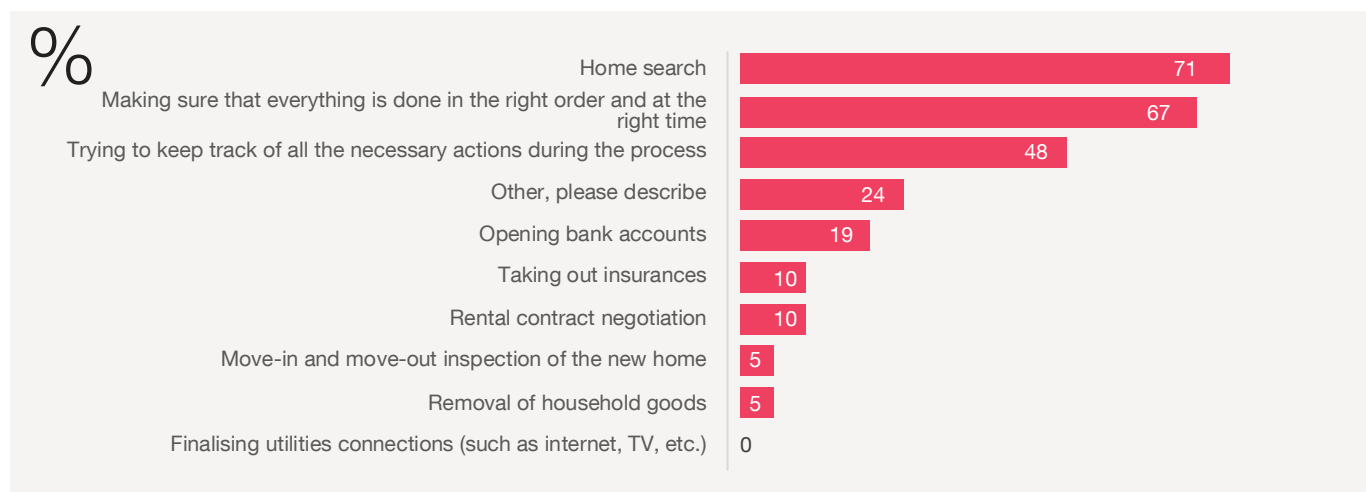 %
Home search 71
Making sure that everything is done in the right order and at the
right time 67
Trying to keep track of all the necessary actions during the process 48
Other, please describe 24
Opening bank accounts 19
Taking out insurances 10
Rental contract negotiation 10
Move-in and move-out inspection of the new home 5
Removal of household goods 5
Finalising utilities connections (such as internet, TV, etc.) 0